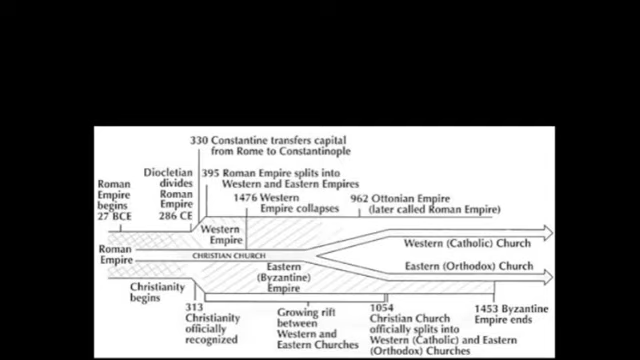 330 Constantine transfers capital
from Rome to Constantinople
Diocletian
divides
Roman
Empire
286 CE
395 Roman Empire splits into
Western and Eastern Empires
Roman
Empire
begins
27 BCE
1476 Western
Empire collapses
962 Ottonian Empire
(later called Roman Empire)
Western
Empire
Western (Catholic) Church
Roman
Empire
CHRISTIAN CHURCH
Eastern
(Byzantine)
Empire
Eastern (Orthodox) Church
Christianity
begins
313
Christianity
officially
recognized
Growing rift
between
Western and
Eastern Churches
1054
Christian Church
officially splits into
Western (Catholic) and Eastern
(Orthodox) Churches
1453 Byzantine
Empire ends